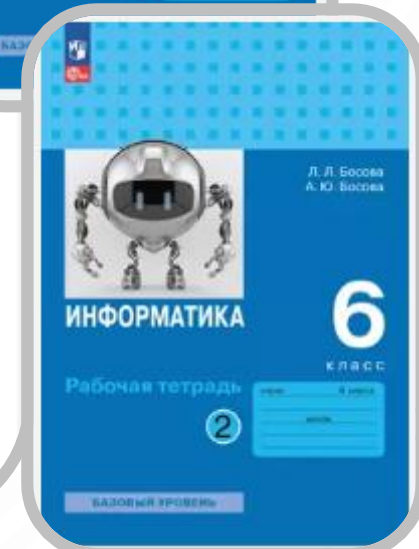 Л. Л. Босова
А. Ю. Босова
ИНФОРМАТИКА
6
класс
Рабочая тетрадь
2
БАЗОВЫЙ УРОВЕНЬ